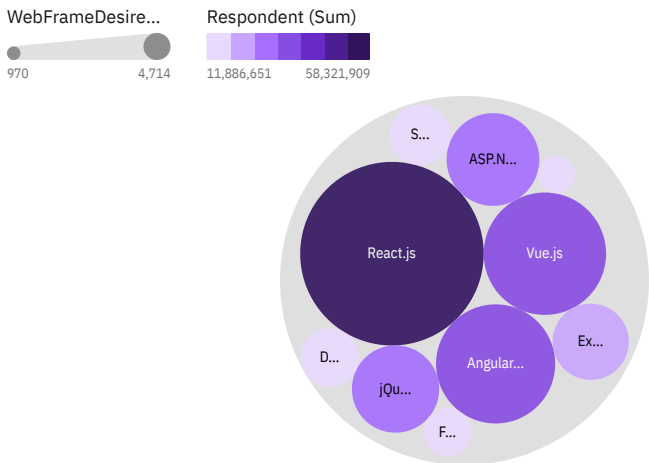 WebFrameDesire...
Respondent (Sum)
970
4,714
11,886,651
58,321,909
S...
ASP.N...
React.js
Vue.js
D...
jQu...
Angular...
Ex...
F...